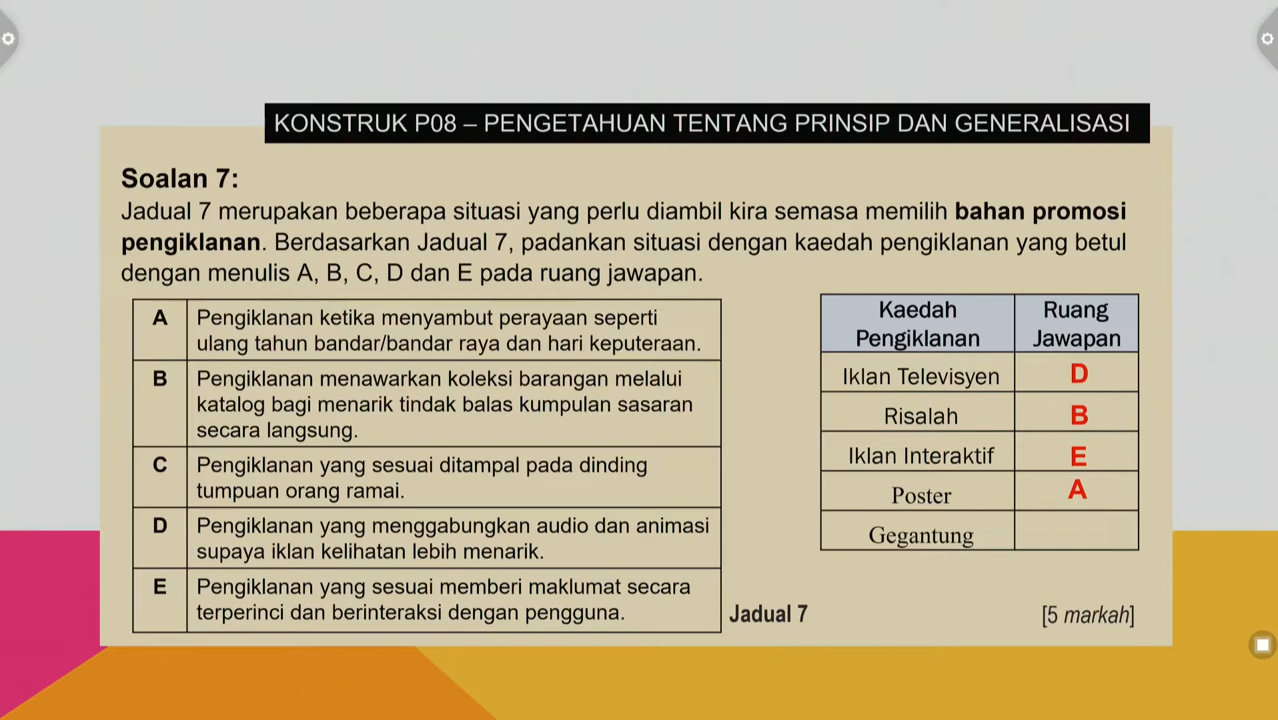 KONSTRUK P08 – PENGETAHUAN TENTANG PRINSIP DAN GENERALISASI
Soalan 7:
Jadual 7 merupakan beberapa situasi yang perlu diambil kira semasa memilih bahan promosi
pengiklanan. Berdasarkan Jadual 7, padankan situasi dengan kaedah pengiklanan yang betul
dengan menulis A, B, C, D dan E pada ruang jawapan.
A
Pengiklanan ketika menyambut perayaan seperti
ulang tahun bandar/bandar raya dan hari keputeraan.
B
Pengiklanan menawarkan koleksi barangan melalui
katalog bagi menarik tindak balas kumpulan sasaran
secara langsung.
C
Pengiklanan yang sesuai ditampal pada dinding
tumpuan orang ramai.
D
Pengiklanan yang menggabungkan audio dan animasi
supaya iklan kelihatan lebih menarik.
E
Pengiklanan yang sesuai memberi maklumat secara
terperinci dan berinteraksi dengan pengguna.
Kaedah
Pengiklanan
Ruang
Jawapan
Iklan Televisyen
D
Risalah
B
Iklan Interaktif
E
Poster
A
Gegantung
Jadual 7
[5 markah]